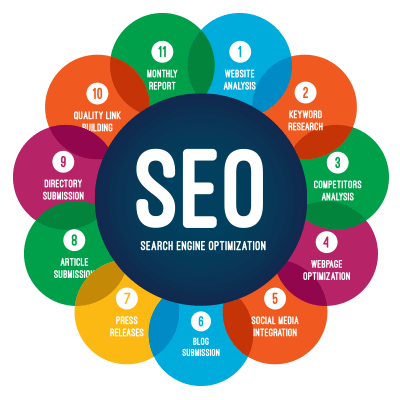 SEO
SEARCH ENGINE OPTIMIZATION
1
WEBSITE
ANALYSIS
2
KEYWORD
RESEARCH
3
COMPETITORS
ANALYSIS
4
WEBPAGE
OPTIMIZATION
5
SOCIAL MEDIA
INTEGRATION
6
BLOG
SUBMISSION
7
PRESS
RELEASES
8
ARTICLE
SUBMISSION
9
DIRECTORY
SUBMISSION
10
QUALITY LINK
BUILDING
11
MONTHLY
REPORT